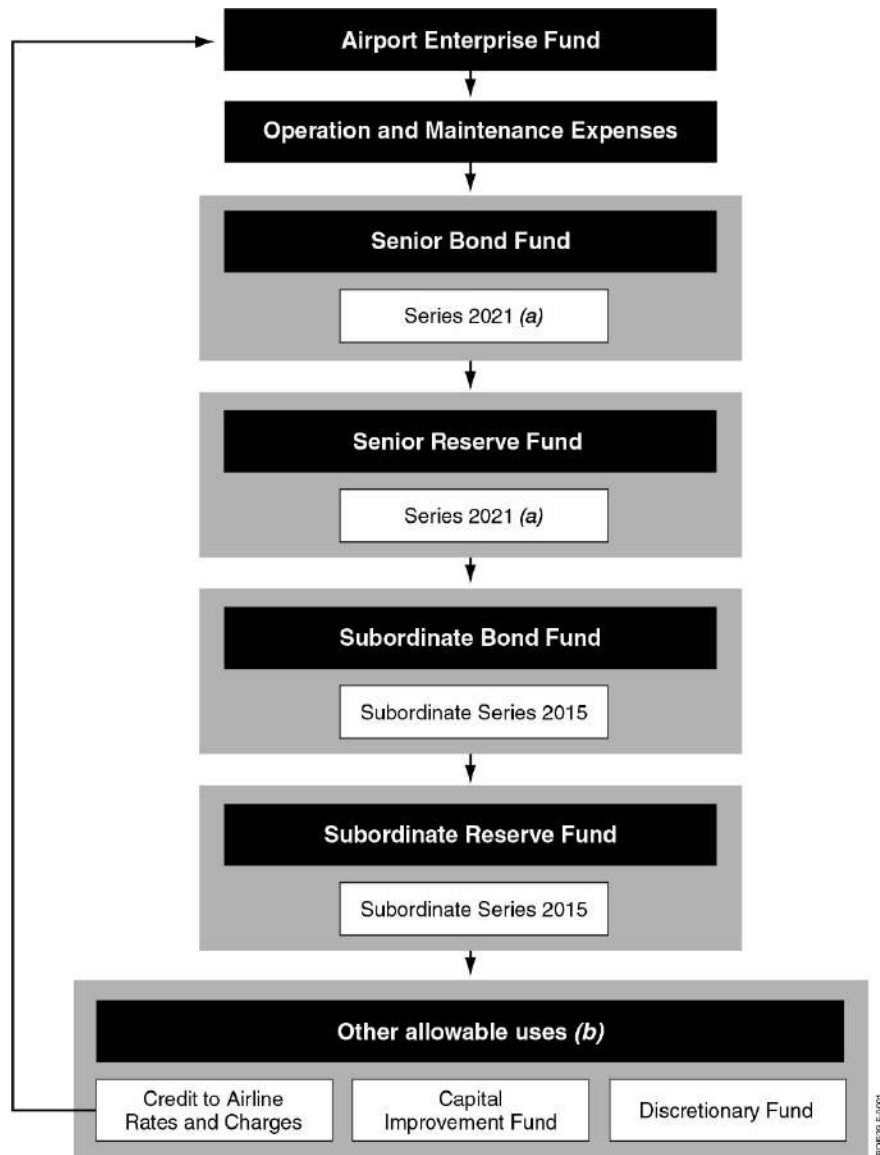 Airport Enterprise Fund
Operation and Maintenance Expenses
Senior Bond Fund
Series 2021 (a)
Senior Reserve Fund
Series 2021 (a)
Subordinate Bond Fund
Subordinate Series 2015
Subordinate Reserve Fund
Subordinate Series 2015
Other allowable uses (b)
Credit to Airline
Rates and Charges
Capital
Improvement Fund
Discretionary Fund